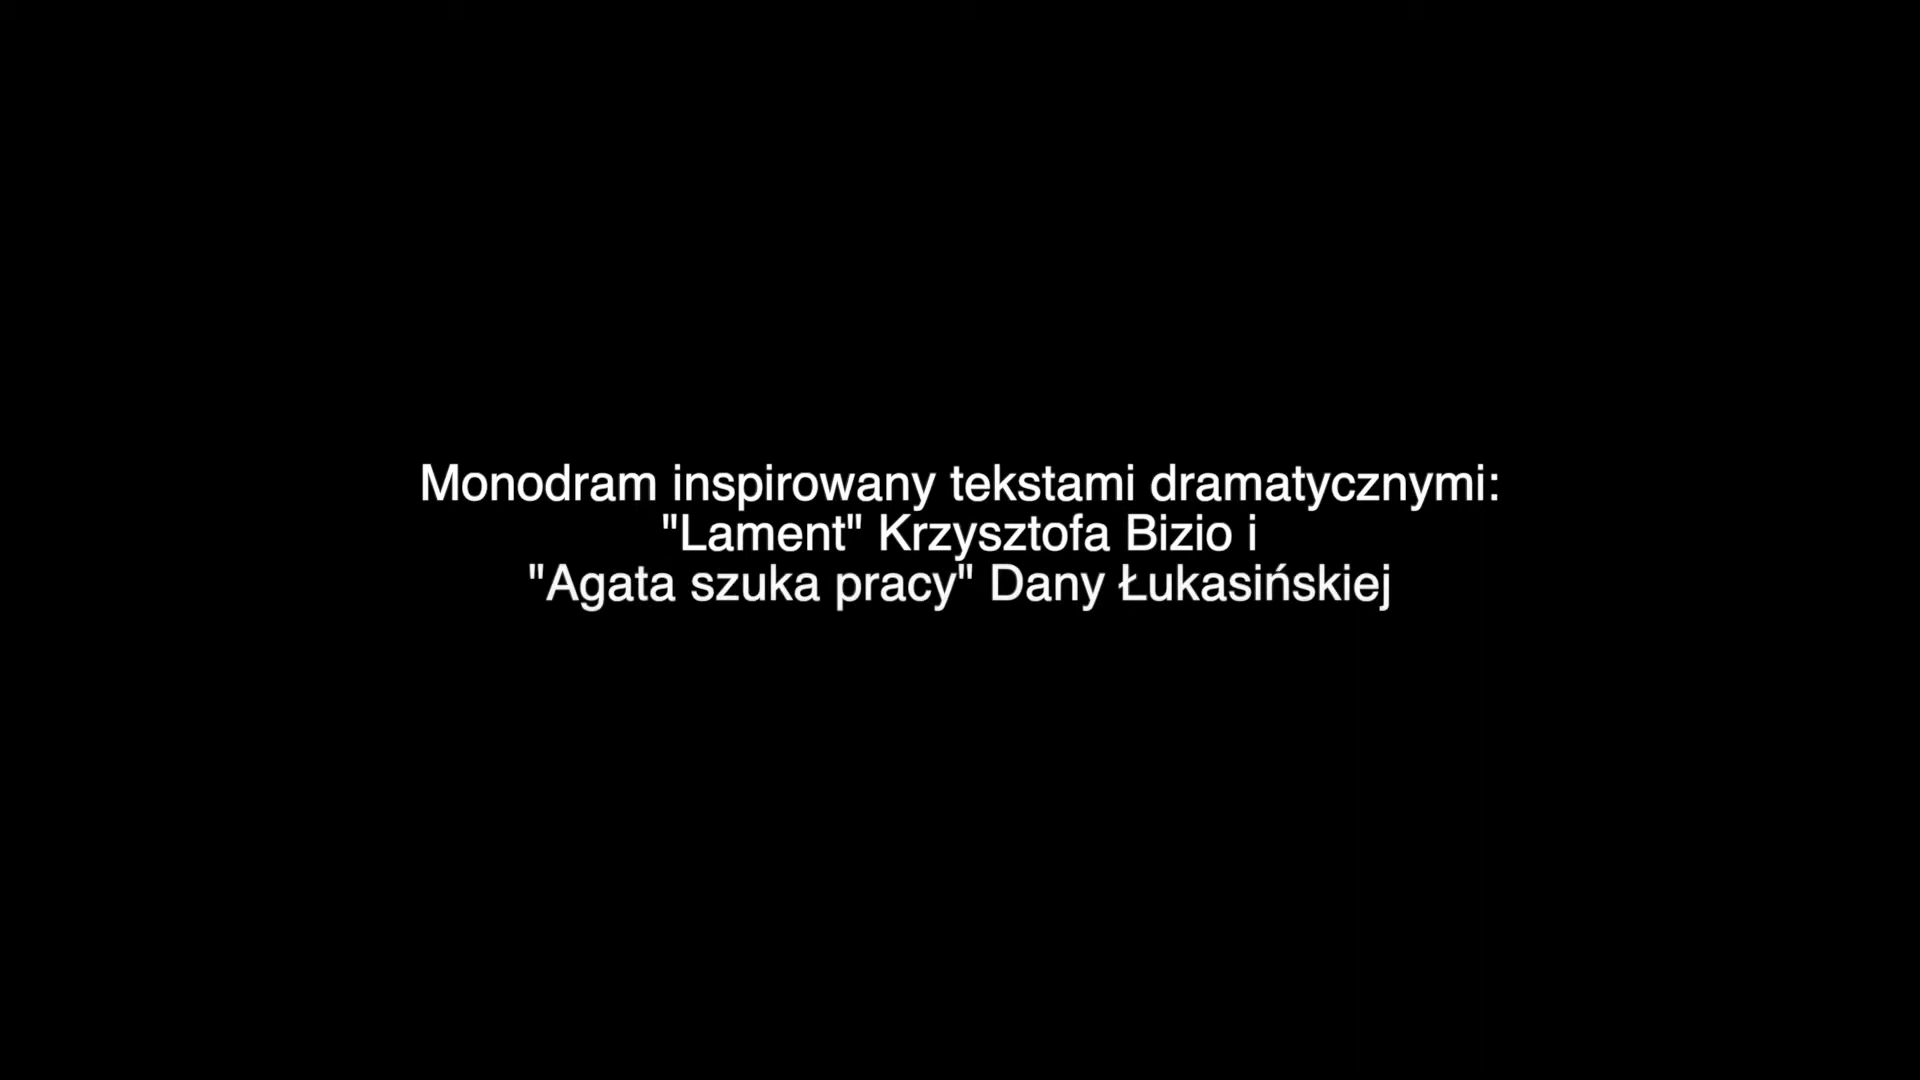 Monodram inspirowany tekstami dramatycznymi:
"Lament" Krzysztofa Bizio i
"Agata szuka pracy" Dany Łukasińskiej